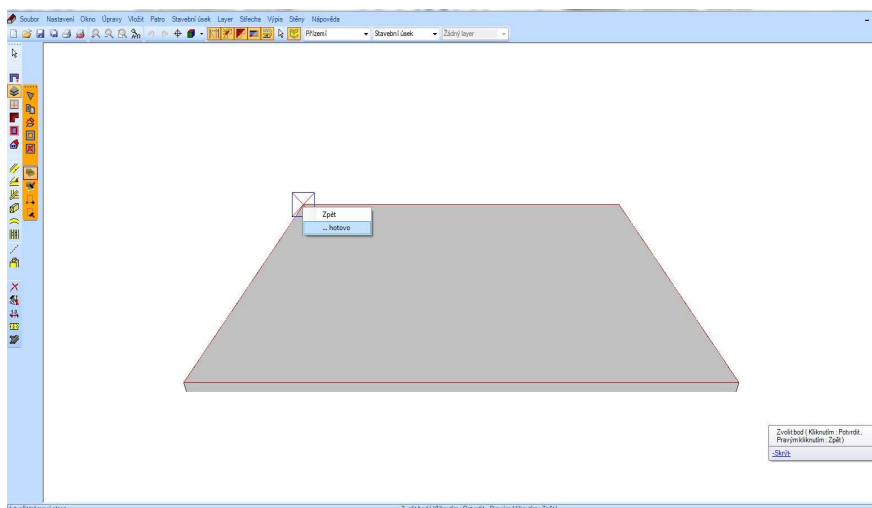 Soubor Nastavení Okno Úpravy Vložit Patro Stavební úsek Layer Střecha Výpis Stěny Nápověda
Přízemí Stavební úsek Žádný layer
Zpět
... hotovo
Zvolit bod ( Kliknutím : Potvrdit ,
Pravým kliknutím : Zpět )
-Skrýt-